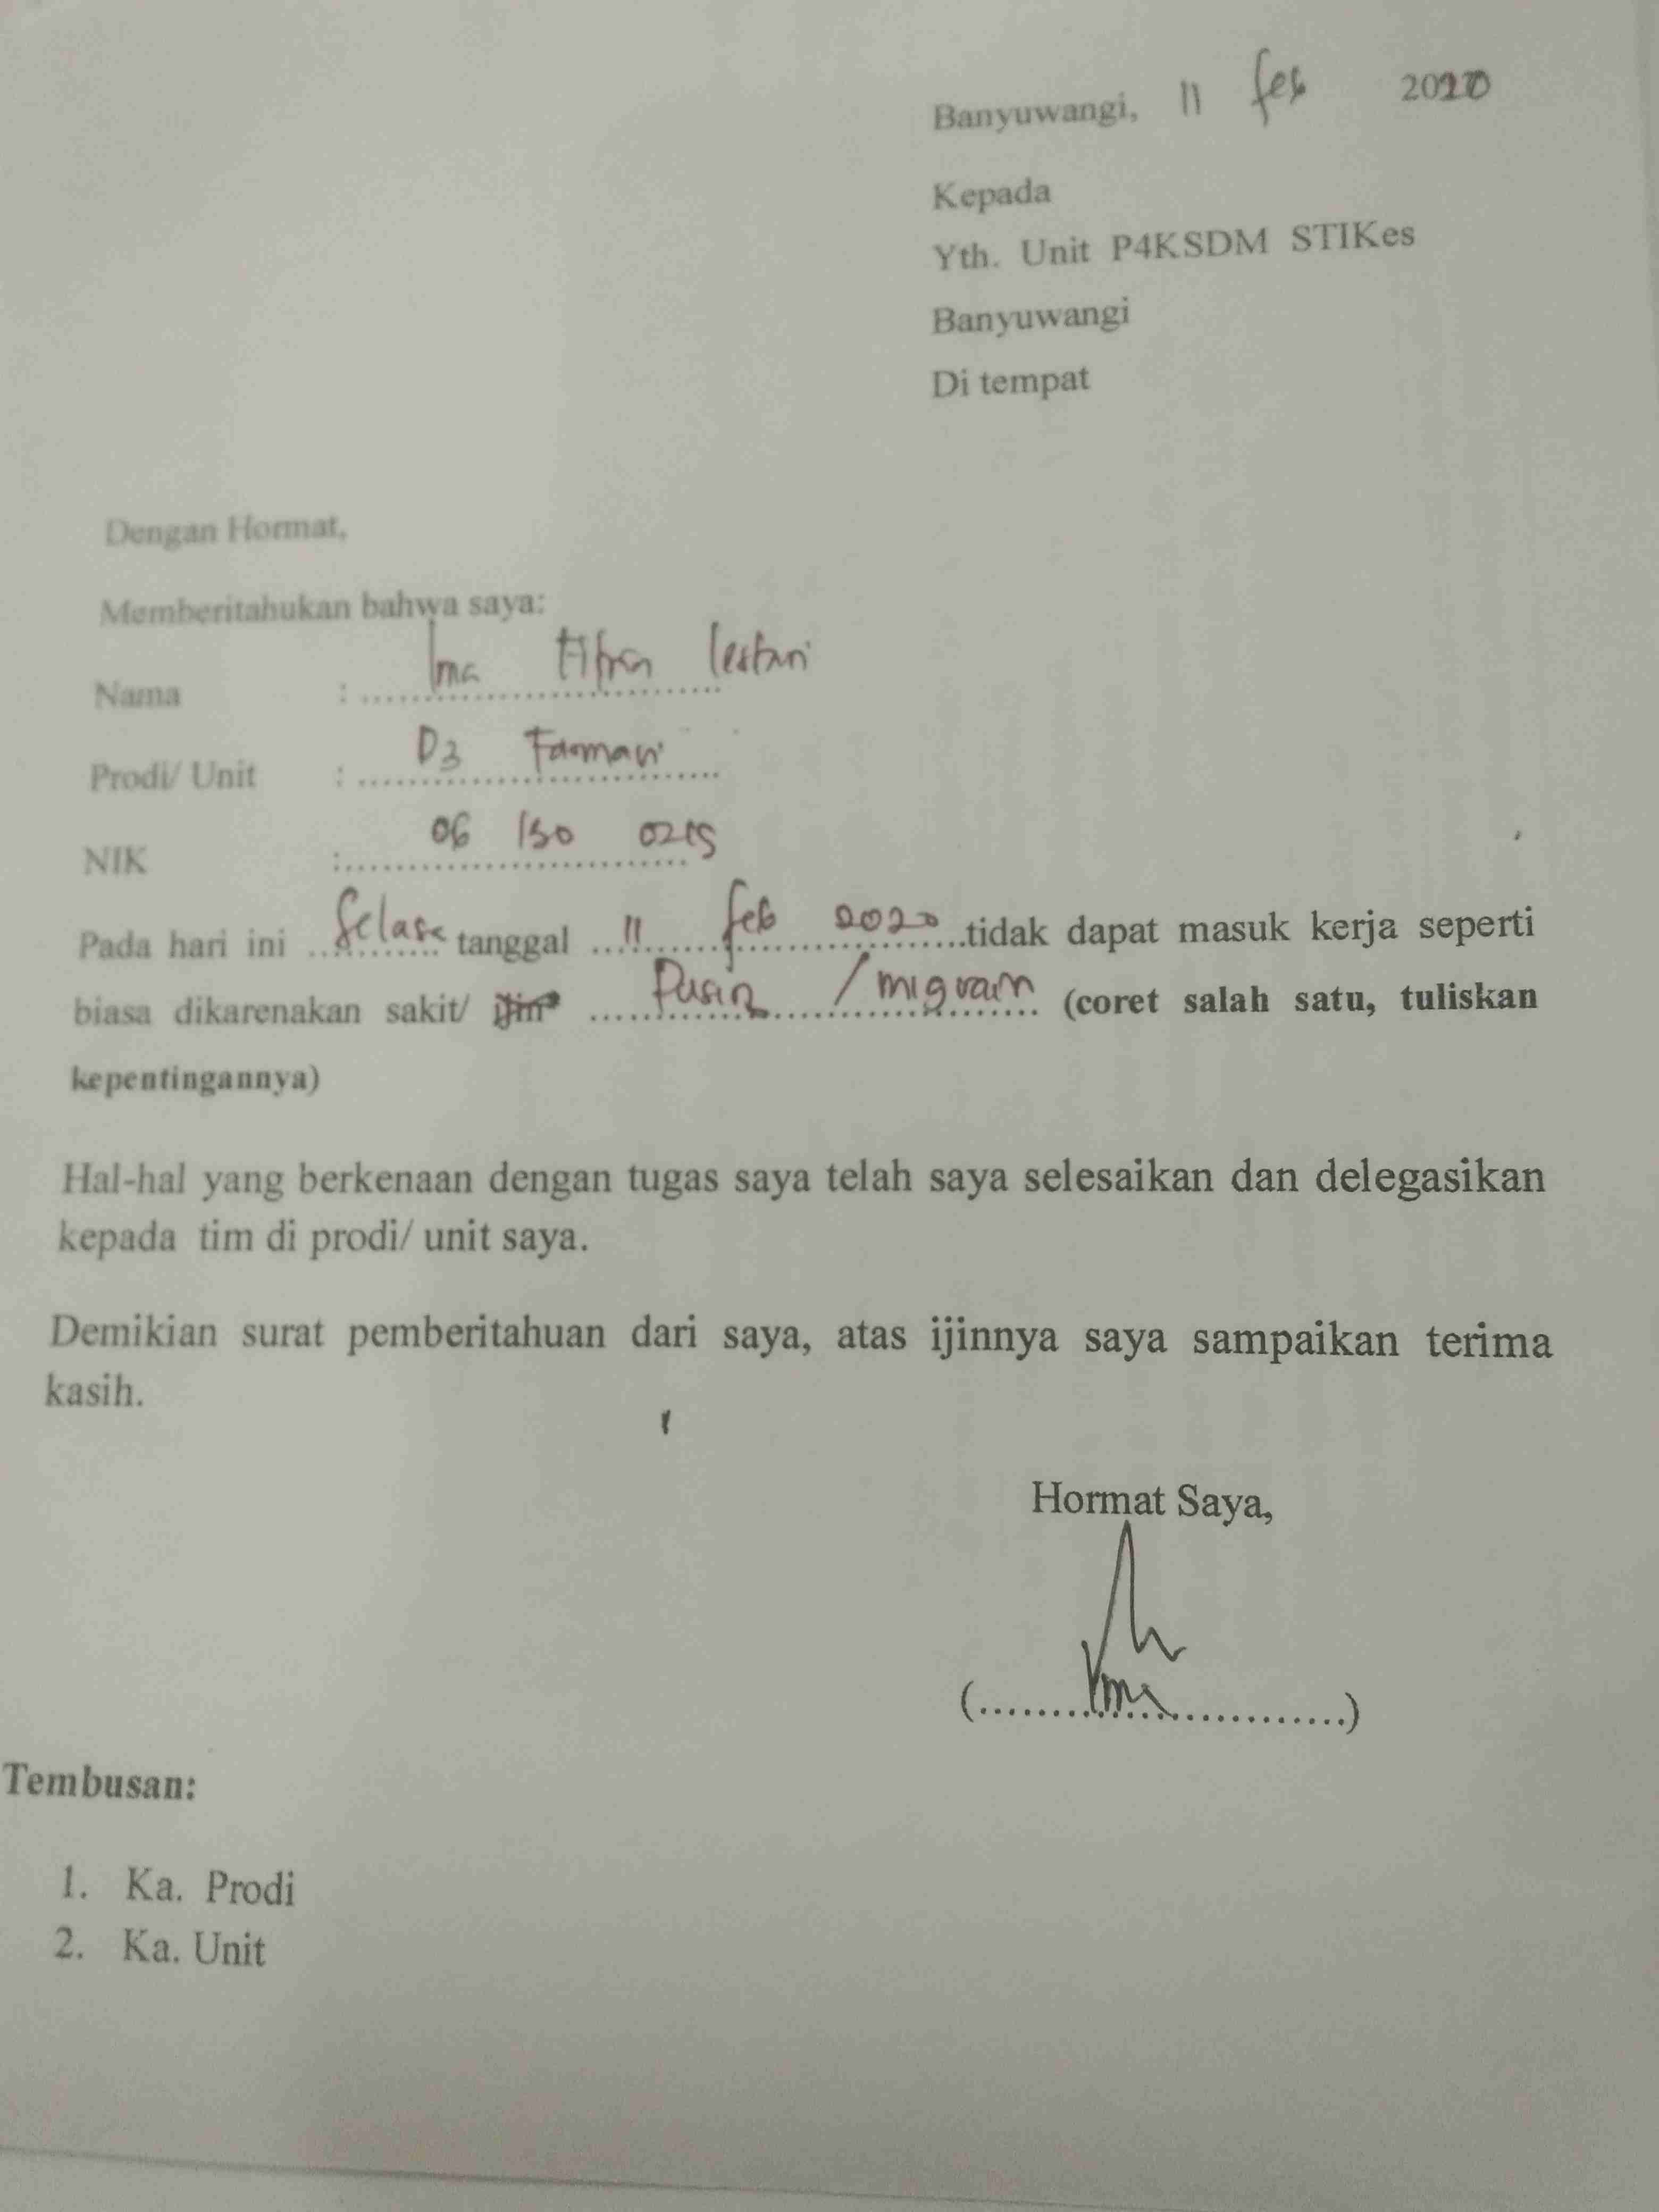 Banyuwangi, 11 feb 2020
Kepada
Yth. Unit P4KSDM STIKes
Banyuwangi
Di tempat
Dengan Hormat,
Memberitahukan bahwa saya:
Nama : Ima Lestari
Prodi/ Unit : D3 Farmasi
NIK : 06
Pada hari ini Selasa tanggal 11 feb 2020 tidak dapat masuk kerja seperti
biasa dikarenakan sakit/ ijin Pusing / migrain (coret salah satu, tuliskan
kepentingannya)
Hal-hal yang berkenaan dengan tugas saya telah saya selesaikan dan delegasikan
kepada tim di prodi/ unit saya.
Demikian surat pemberitahuan dari saya, atas ijinnya saya sampaikan terima
kasih.
Hormat Saya,
(Ima)
Tembusan:
1. Ka. Prodi
2. Ka. Unit